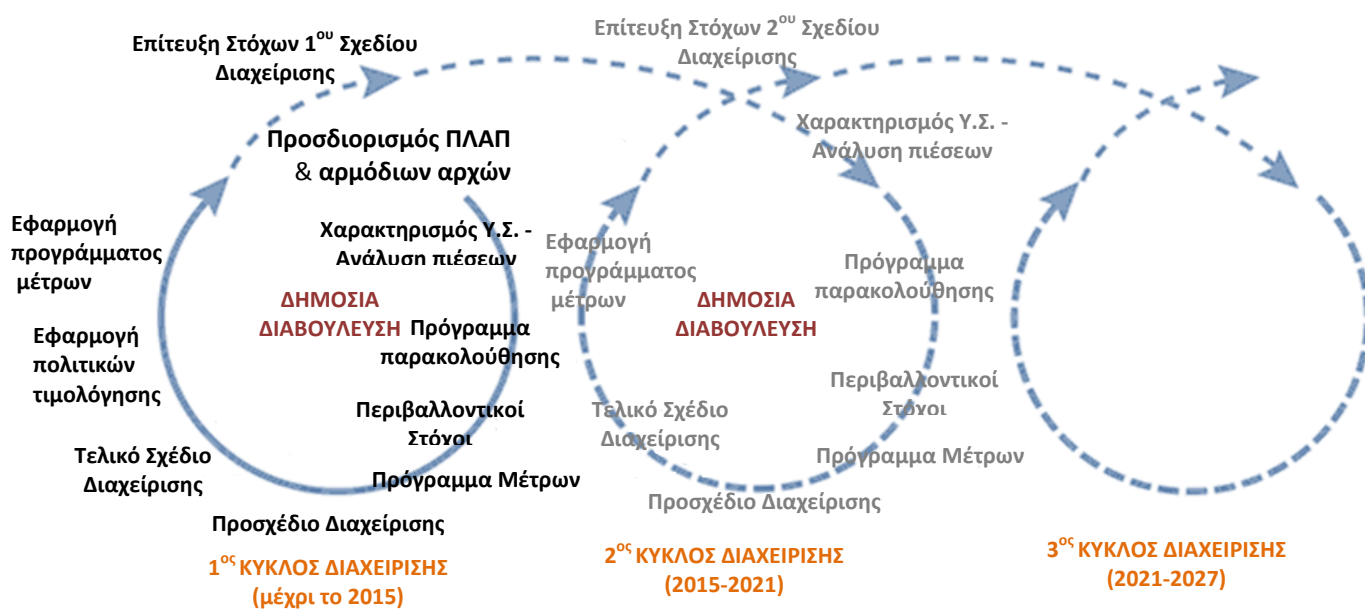 Επίτευξη Στόχων 1ου Σχεδίου
Διαχείρισης
Προσδιορισμός ΠΛΑΠ
& αρμόδιων αρχών
Χαρακτηρισμός Υ.Σ. -
Ανάλυση πιέσεων
ΔΗΜΟΣΙΑ
ΔΙΑΒΟΥΛΕΥΣΗ
Πρόγραμμα
παρακολούθησης
Περιβαλλοντικοί
Στόχοι
Πρόγραμμα Μέτρων
Προσχέδιο Διαχείρισης
Τελικό Σχέδιο
Διαχείρισης
Εφαρμογή
πολιτικών
τιμολόγησης
Εφαρμογή
προγράμματος
μέτρων
1ος ΚΥΚΛΟΣ ΔΙΑΧΕΙΡΙΣΗΣ
(μέχρι το 2015)
Επίτευξη Στόχων 2ου Σχεδίου
Διαχείρισης
Χαρακτηρισμός Υ.Σ. -
Ανάλυση πιέσεων
Πρόγραμμα
παρακολούθησης
ΔΗΜΟΣΙΑ
ΔΙΑΒΟΥΛΕΥΣΗ
Περιβαλλοντικοί
Στόχοι
Πρόγραμμα Μέτρων
Προσχέδιο Διαχείρισης
Τελικό Σχέδιο
Διαχείρισης
Εφαρμογή
προγράμματος
μέτρων
2ος ΚΥΚΛΟΣ ΔΙΑΧΕΙΡΙΣΗΣ
(2015-2021)
3ος ΚΥΚΛΟΣ ΔΙΑΧΕΙΡΙΣΗΣ
(2021-2027)